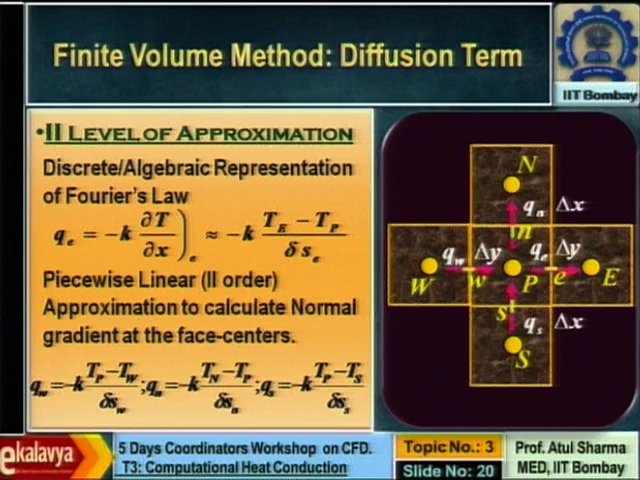 Finite Volume Method: Diffusion Term
IIT Bombay
•II LEVEL OF APPROXIMATION
Discrete/Algebraic Representation
of Fourier's Law
q_e = -k ∂T/∂x )_e ≈ -k (T_E - T_P)/(δ s_e)
Piecewise Linear (II order)
Approximation to calculate Normal
gradient at the face-centers.
q_w=-k (T_P-T_W)/(δs_w);q_n=-k (T_N-T_P)/(δs_n);q_s=-k (T_P-T_S)/(δs_s)
N
q_n Δx
n
q_w Δy q_e Δy
W w P e E
s q_s Δx
S
ekalavya
5 Days Coordinators Workshop on CFD.
T3: Computational Heat Conduction
Topic No.: 3
Slide No: 20
Prof. Atul Sharma
MED, IIT Bombay